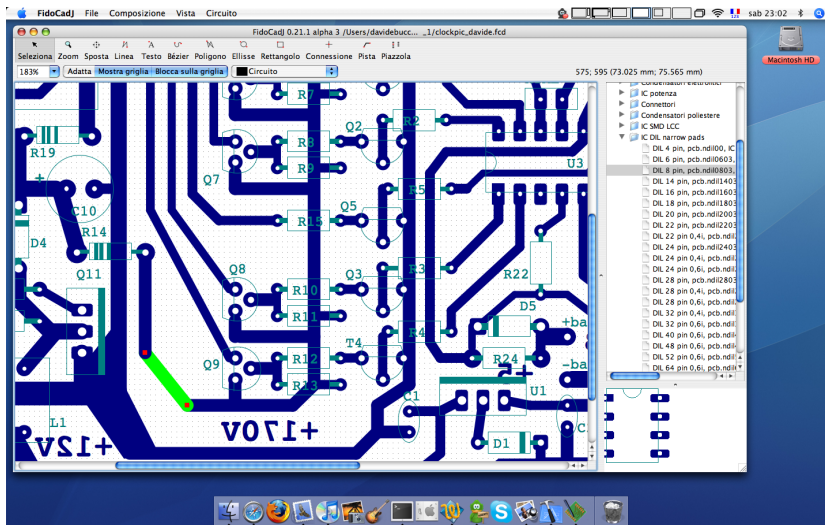 FidoCadJ File Composizione Vista Circuito sab 23:02
FidoCadJ 0.21.1 alpha 3 /Users/davidebucc... _1/clockpic_davide.fcd
Seleziona Zoom Sposta Linea Testo Bézier Poligono Ellisse Rettangolo Connessione Pista Piazzola
183% Adatta Mostra griglia Blocca sulla griglia Circuito 575; 595 (73.025 mm; 75.565 mm)
Macintosh HD
Condensatori elettronici
IC potenza
Connettori
Condensatori poliestere
IC SMD LCC
IC DIL narrow pads
DIL 4 pin, pcb.ndil00, IC
DIL 6 pin, pcb.ndil0603,
DIL 8 pin, pcb.ndil0803,
DIL 14 pin, pcb.ndil1403
DIL 16 pin, pcb.ndil1603
DIL 18 pin, pcb.ndil1803
DIL 20 pin, pcb.ndil2003
DIL 22 pin, pcb.ndil2203
DIL 22 pin 0,4i, pcb.ndil
DIL 24 pin, pcb.ndil2403
DIL 24 pin 0,4i, pcb.ndil
DIL 24 pin 0,6i, pcb.ndil
DIL 28 pin, pcb.ndil2803
DIL 28 pin 0,4i, pcb.ndil
DIL 28 pin 0,6i, pcb.ndil
DIL 32 pin 0,4i, pcb.ndil
DIL 32 pin 0,6i, pcb.ndil
DIL 40 pin 0,6i, pcb.ndil
DIL 48 pin 0,6i, pcb.ndil
DIL 52 pin 0,6i, pcb.ndil
DIL 64 pin 0,6i, pcb.ndil
R7
R2
Q2
R8
R19
R9
U3
Q7
R5
C10
Q5
R15
R14
D4
Q11
Q8
Q3
R3
R22
R10
R11
D5
R4
+ba
T4
Q9
R12
R24
-ba
R13
+5
U1
C1
L1
+170V
C
+12V
D1